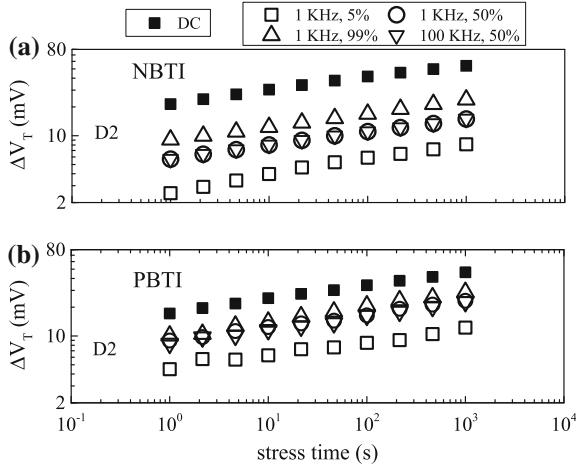 DC
1 KHz, 5%
1 KHz, 50%
1 KHz, 99%
100 KHz, 50%
(a)
80
NBTI
D2
10
2
ΔV_T (mV)
(b)
80
PBTI
D2
10
2
ΔV_T (mV)
10^-1
10^0
10^1
10^2
10^3
10^4
stress time (s)